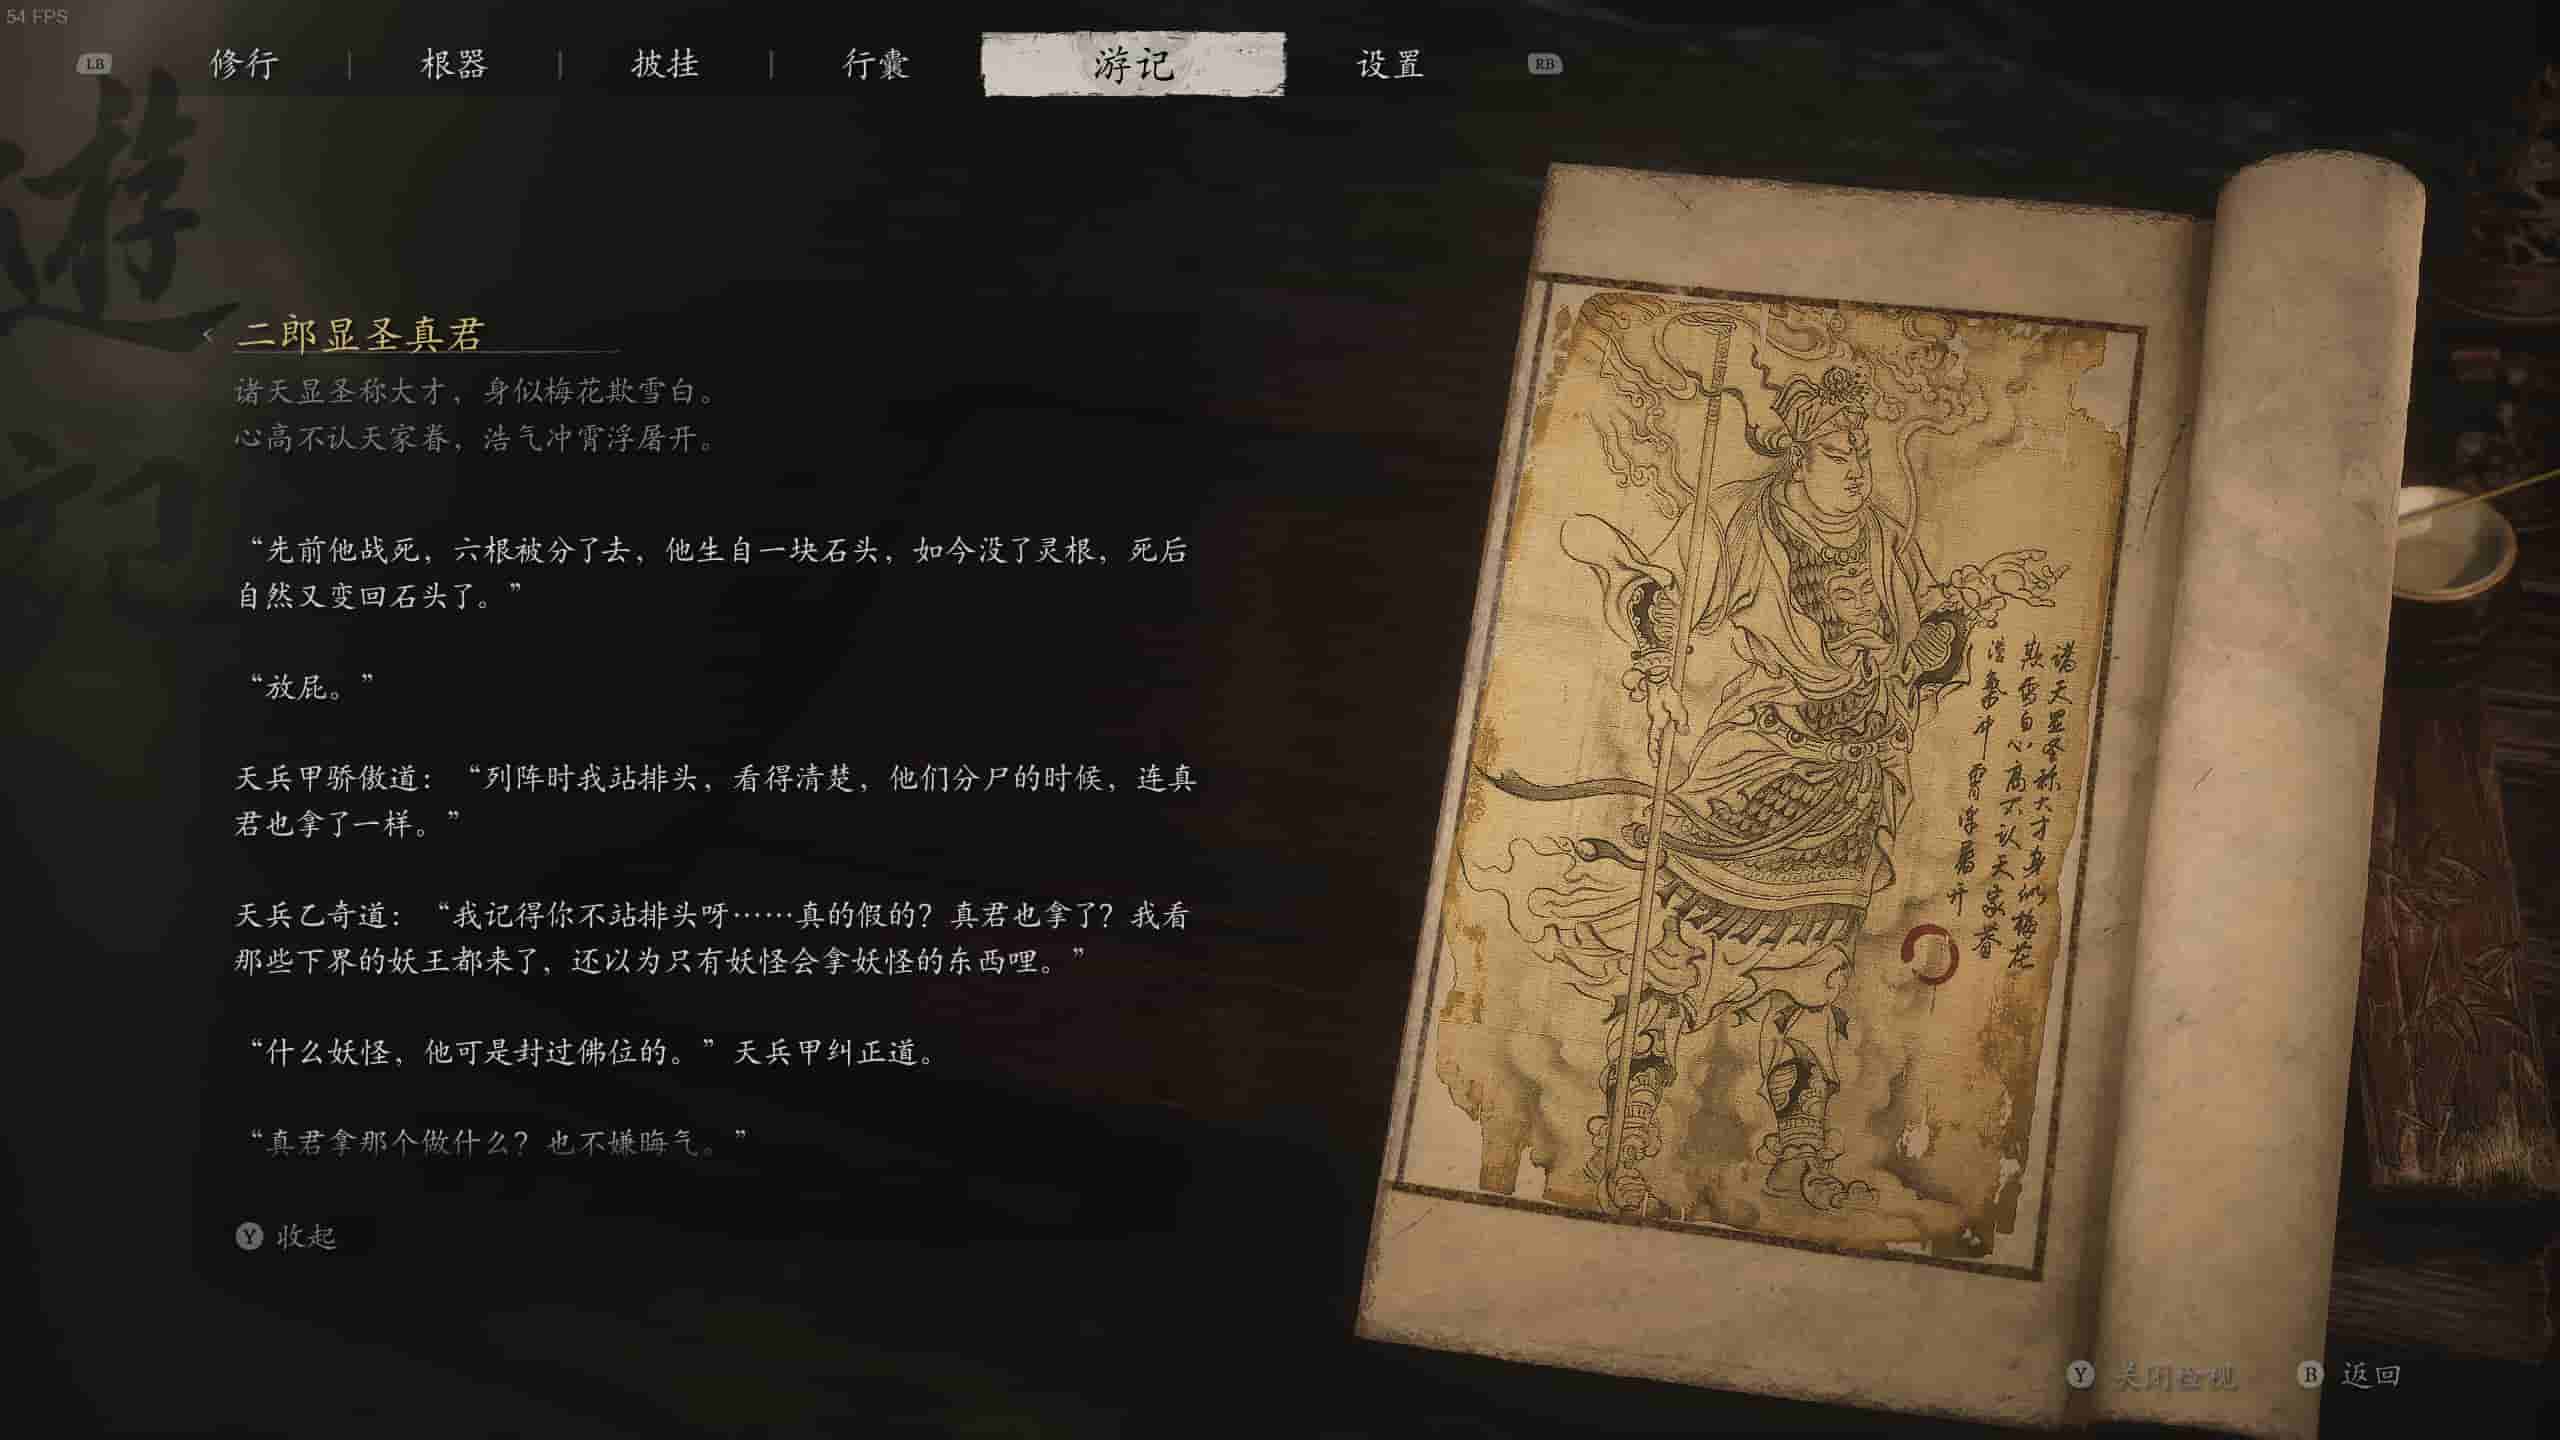 54 FPS
LB 修行 根器 披挂 行囊 游记 设置 RB
遊
記
二郎显圣真君
诸天显圣称大才，身似梅花欺雪白。
心高不认天家眷，浩气冲霄浮屠开。
“先前他战死，六根被分了去，他生自一块石头，如今没了灵根，死后
自然又变回石头了。”
“放屁。”
天兵甲骄傲道：“列阵时我站排头，看得清楚，他们分尸的时候，连真
君也拿了一样。”
天兵乙奇道：“我记得你不站排头呀……真的假的？真君也拿了？我看
那些下界的妖王都来了，还以为只有妖怪会拿妖怪的东西哩。”
“什么妖怪，他可是封过佛位的。”天兵甲纠正道。
“真君拿那个做什么？也不嫌晦气。”
Y 收起
诸天显圣称大才身似梅花
欺雪白心高不认天家眷
浩氣冲霄浮屠开
Y 关闭检视 B 返回